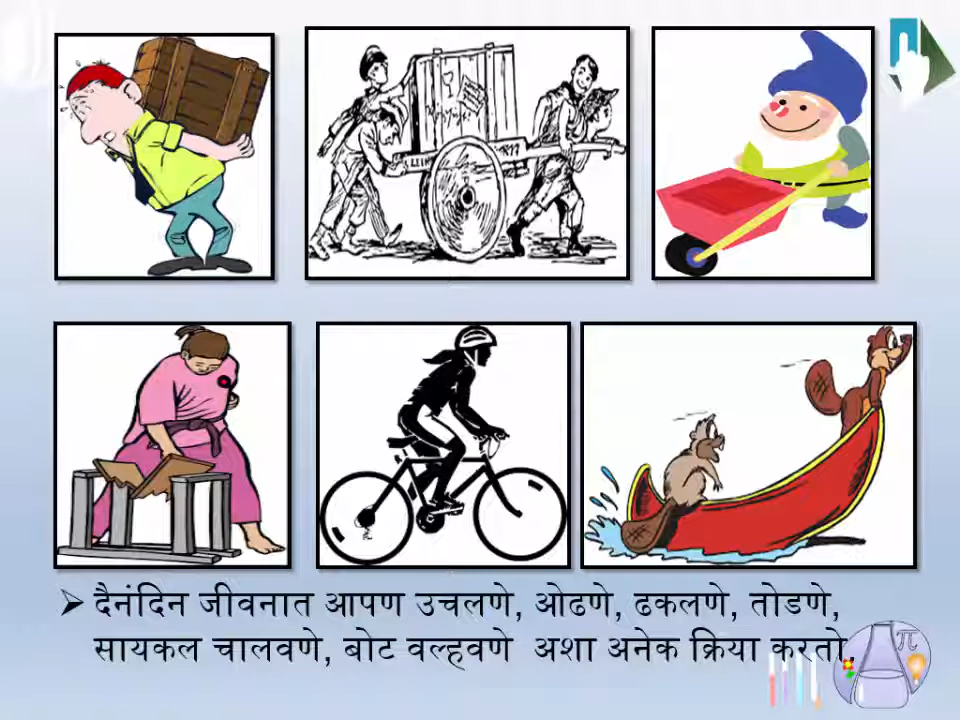 दैनंदिन जीवनात आपण उचलणे, ओढणे, ढकलणे, तोडणे,
सायकल चालवणे, बोट वल्हवणे अशा अनेक क्रिया करतो.
π